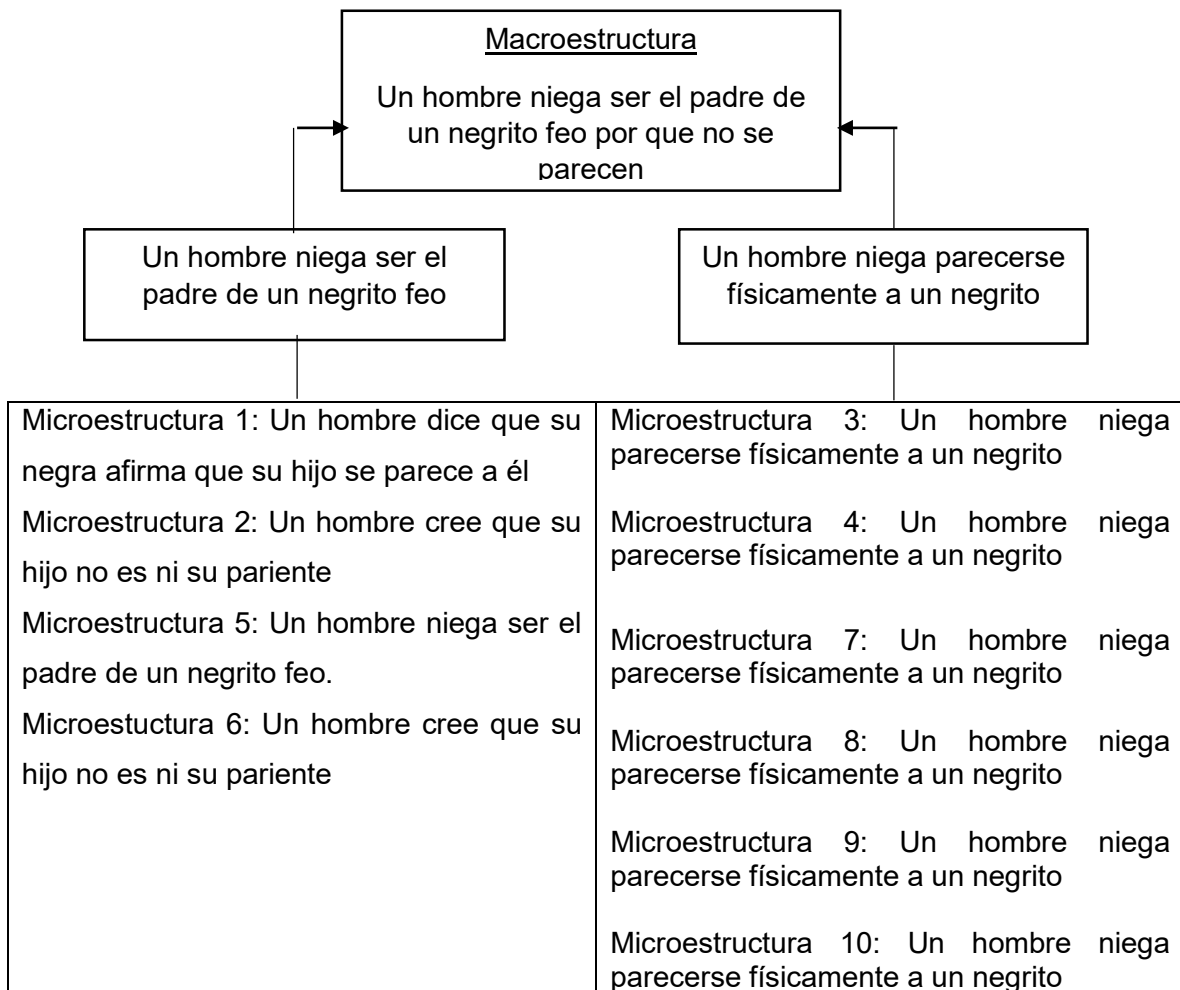 Macroestructura
Un hombre niega ser el padre de
un negrito feo por que no se
parecen
Un hombre niega ser el
padre de un negrito feo
Un hombre niega parecerse
físicamente a un negrito
Microestructura 1: Un hombre dice que su
negra afirma que su hijo se parece a él
Microestructura 2: Un hombre cree que su
hijo no es ni su pariente
Microestructura 5: Un hombre niega ser el
padre de un negrito feo.
Microestuctura 6: Un hombre cree que su
hijo no es ni su pariente
Microestructura 3: Un hombre niega
parecerse físicamente a un negrito
Microestructura 4: Un hombre niega
parecerse físicamente a un negrito
Microestructura 7: Un hombre niega
parecerse físicamente a un negrito
Microestructura 8: Un hombre niega
parecerse físicamente a un negrito
Microestructura 9: Un hombre niega
parecerse físicamente a un negrito
Microestructura 10: Un hombre niega
parecerse físicamente a un negrito